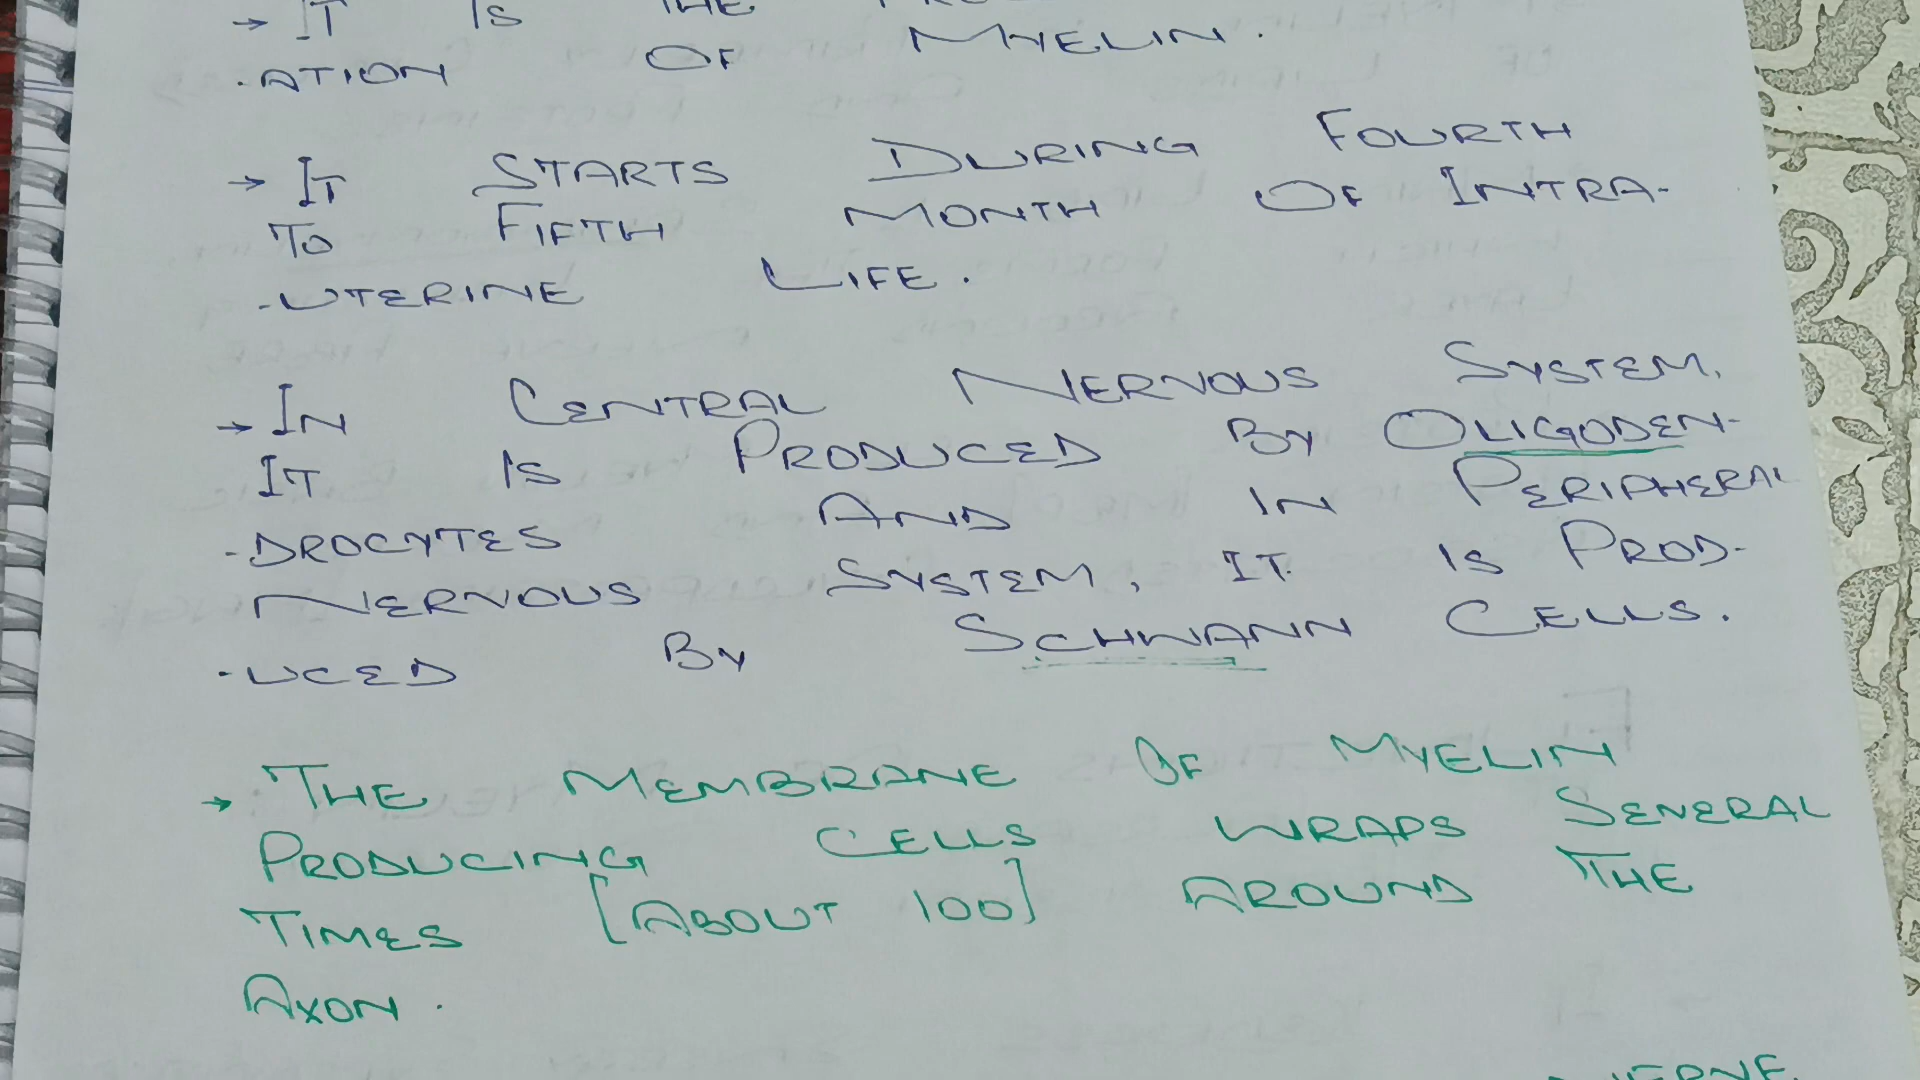 → IT IS THE
-ATION OF MYELIN.
→ IT STARTS DURING FOURTH
TO FIFTH MONTH OF INTRA-
-UTERINE LIFE.
→ IN CENTRAL NERVOUS SYSTEM,
IT IS PRODUCED BY OLIGODEN-
-DROCYTES AND IN PERIPHERAL
NERVOUS SYSTEM, IT IS PROD-
-UCED BY SCHWANN CELLS.
→ THE MEMBRANE OF MYELIN
PRODUCING CELLS WRAPS SEVERAL
TIMES [ABOUT 100] AROUND THE
AXON.